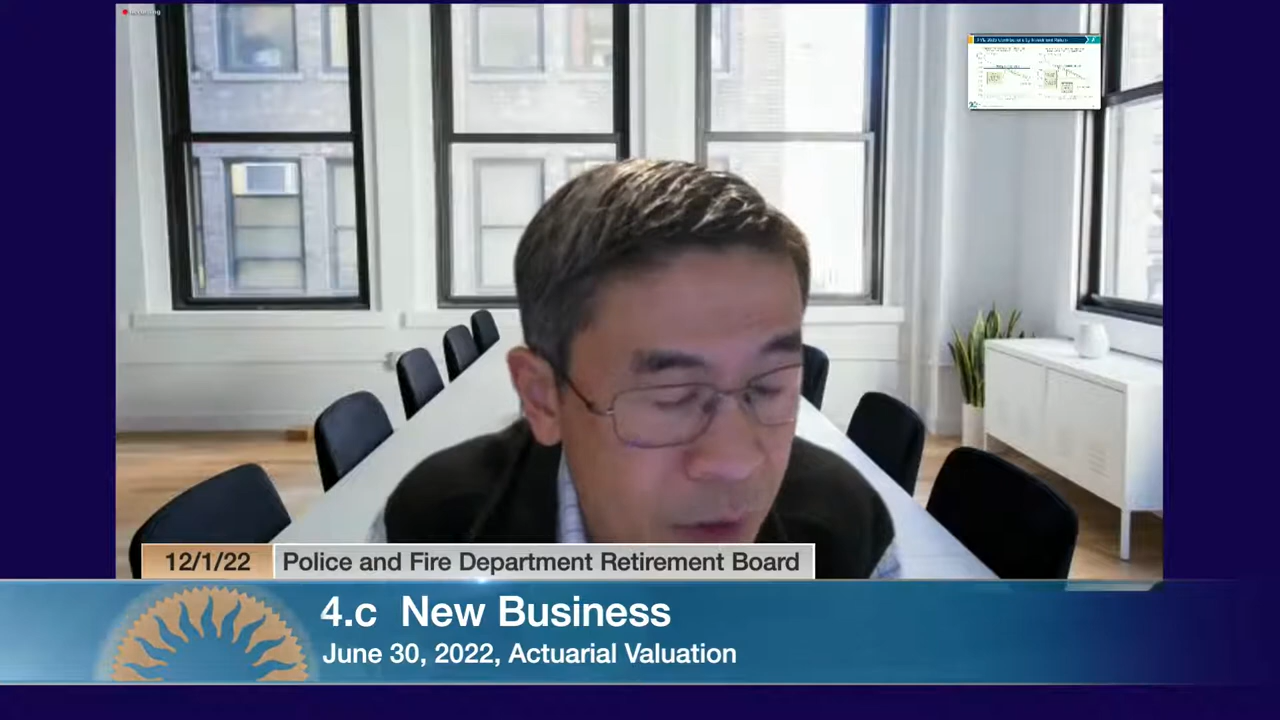 12/1/22 Police and Fire Department Retirement Board
4.c New Business
June 30, 2022, Actuarial Valuation